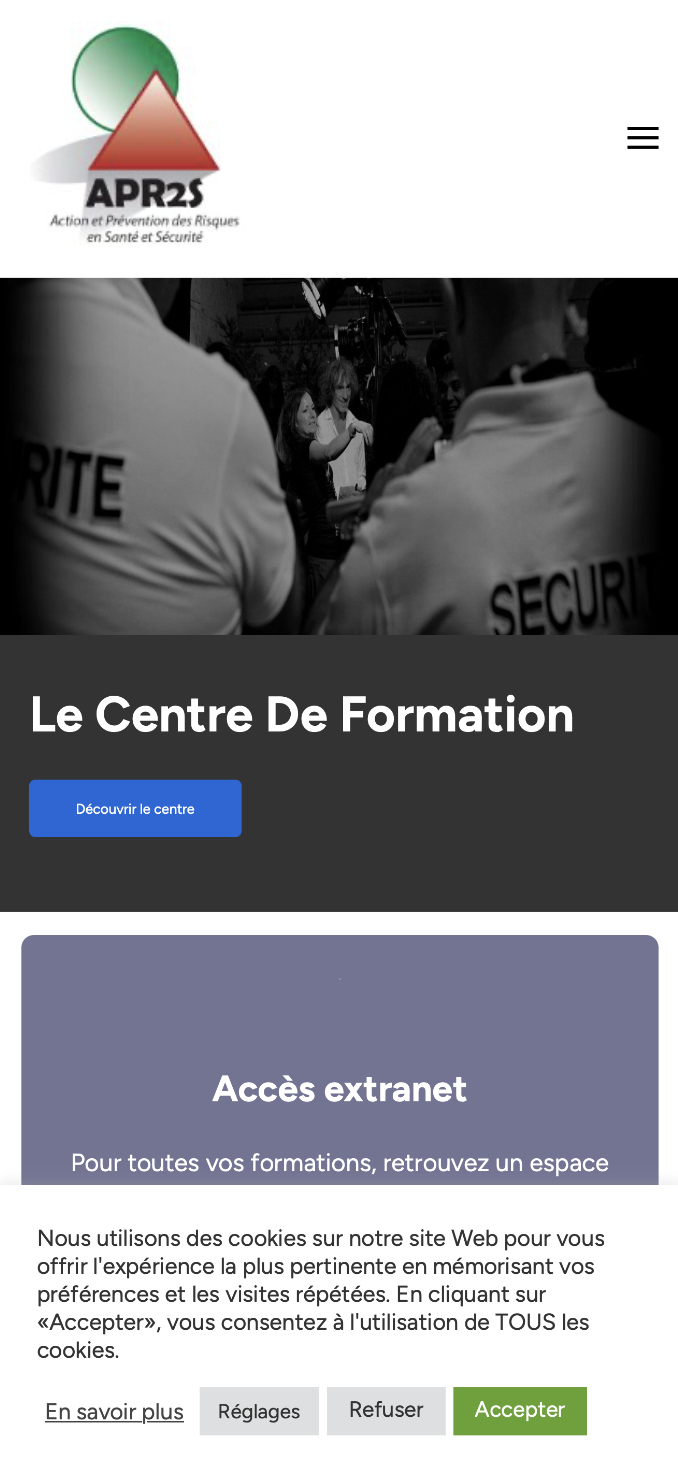 APR2S
Action et Prévention des Risques
en Santé et Sécurité
RITE
SECURIT
Le Centre De Formation
Découvrir le centre
Accès extranet
Pour toutes vos formations, retrouvez un espace
Nous utilisons des cookies sur notre site Web pour vous
offrir l'expérience la plus pertinente en mémorisant vos
préférences et les visites répétées. En cliquant sur
«Accepter», vous consentez à l'utilisation de TOUS les
cookies.
En savoir plus Réglages Refuser Accepter